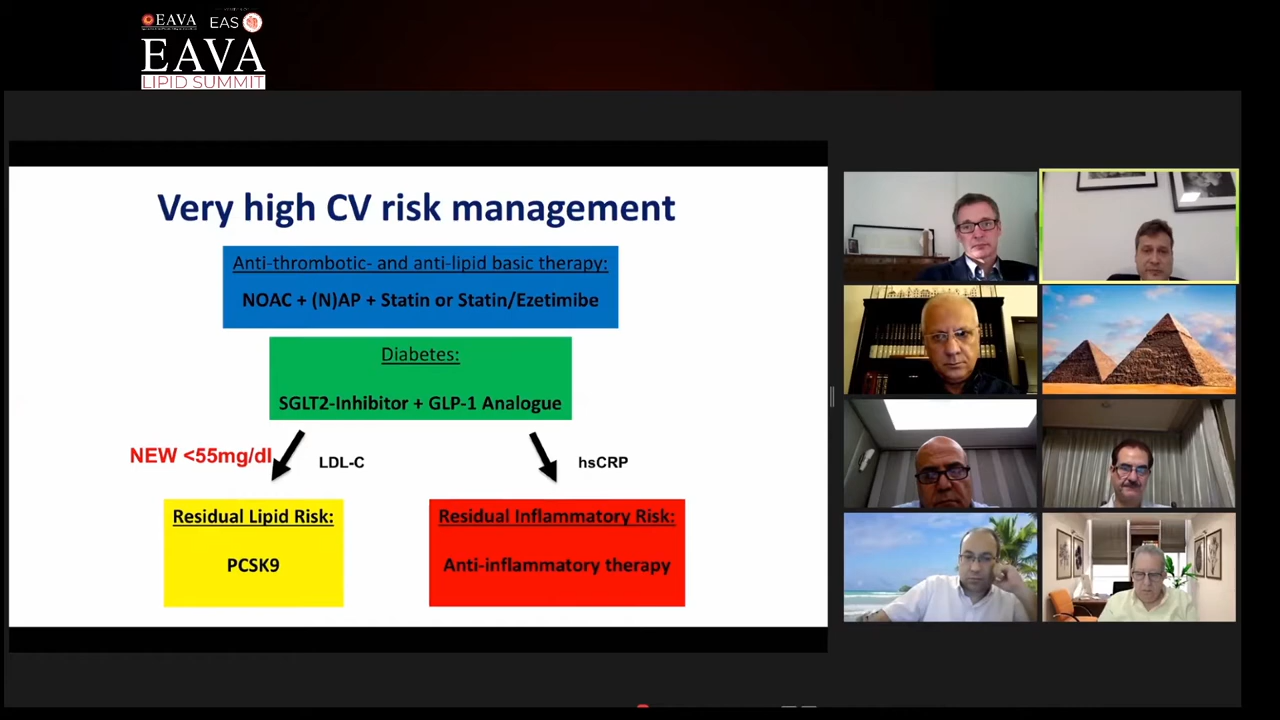 EAVA
EAS
EAVA
LIPID SUMMIT
Very high CV risk management
Anti-thrombotic- and anti-lipid basic therapy:
NOAC + (N)AP + Statin or Statin/Ezetimibe
Diabetes:
SGLT2-Inhibitor + GLP-1 Analogue
NEW <55mg/dl
LDL-C
hsCRP
Residual Lipid Risk:
PCSK9
Residual Inflammatory Risk:
Anti-inflammatory therapy